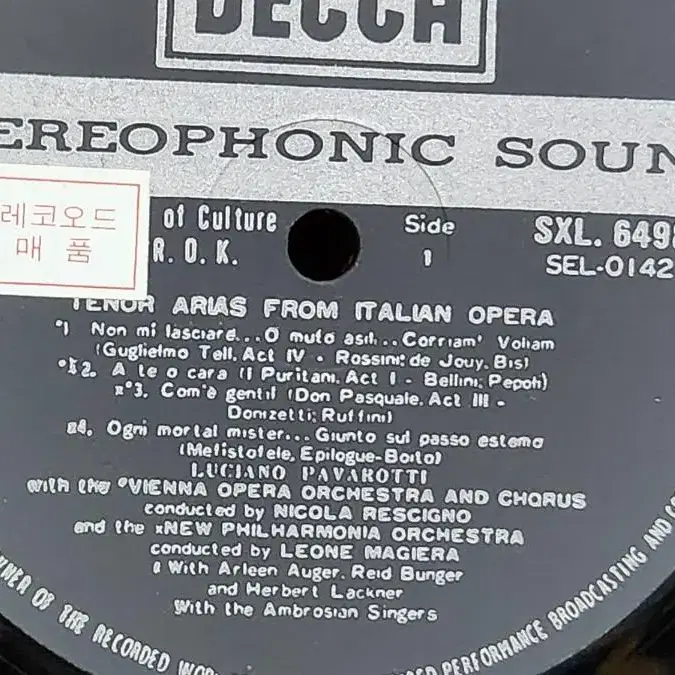 DECCA
STEREOPHONIC SOUN
레코오드
매 품
of Culture
R. O. K.
Side
1
SXL. 649
SEL-0142
TENOR ARIAS FROM ITALIAN OPERA
°1 Non mi lasciare...O muto asil...Corriam' Voliam
(Guglielmo Tell, Act IV - Rossini: de Jouy, Bis)
2. A te o cara (I Puritani, Act I - Bellini, Pepoli)
x°3. Com'è gentil (Don Pasquale, Act III -
Donizetti; Ruffini)
x4. Ogni mortal mister... Giunto sul passo estemo
(Mefistofele, Epilogue-Boito)
LUCIANO PAVAROTTI
with the °VIENNA OPERA ORCHESTRA AND CHORUS
conducted by NICOLA RESCIGNO
and the xNEW PHILHARMONIA ORCHESTRA
conducted by LEONE MAGIERA
With Arleen Auger, Reid Bunger
and Herbert Lackner
With the Ambrosian Singers
OF THE RECORDED WO
PERFORMANCE BROADCASTING AND